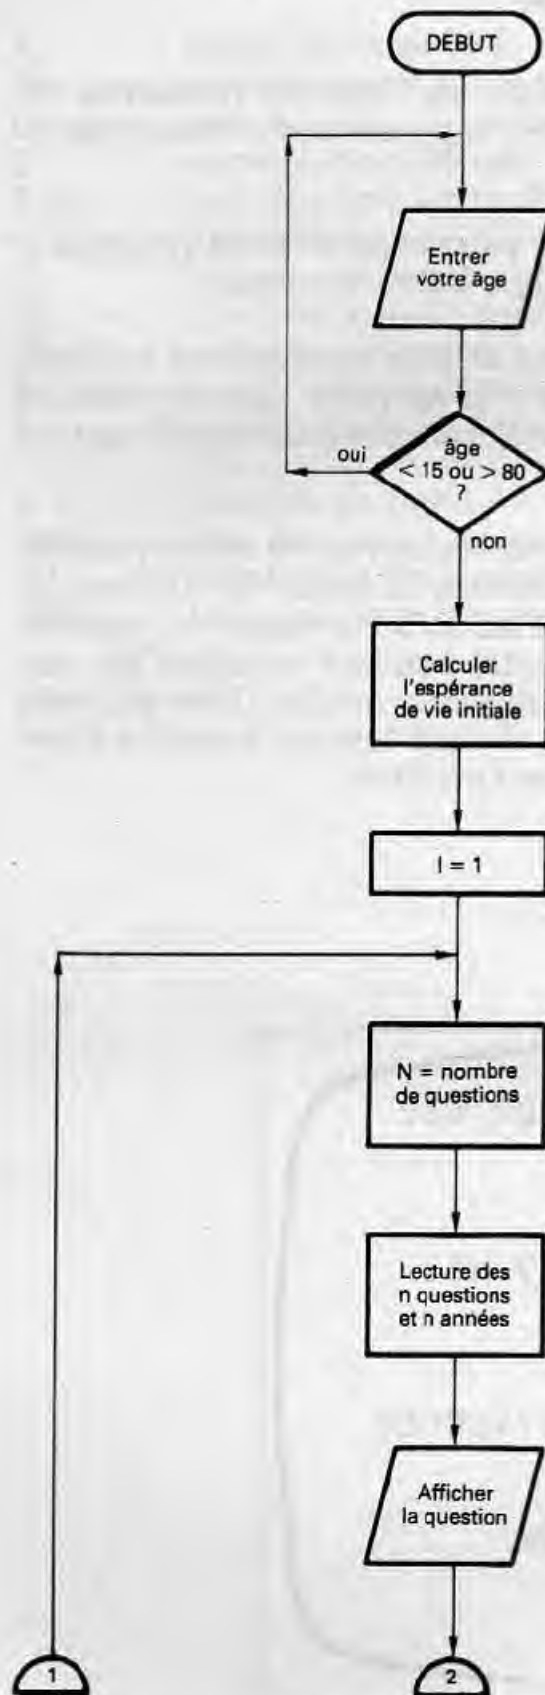 DEBUT
Entrer
votre âge
âge
< 15 ou > 80
?
oui
non
Calculer
l'espérance
de vie initiale
I = 1
N = nombre
de questions
Lecture des
n questions
et n années
Afficher
la question
1
2